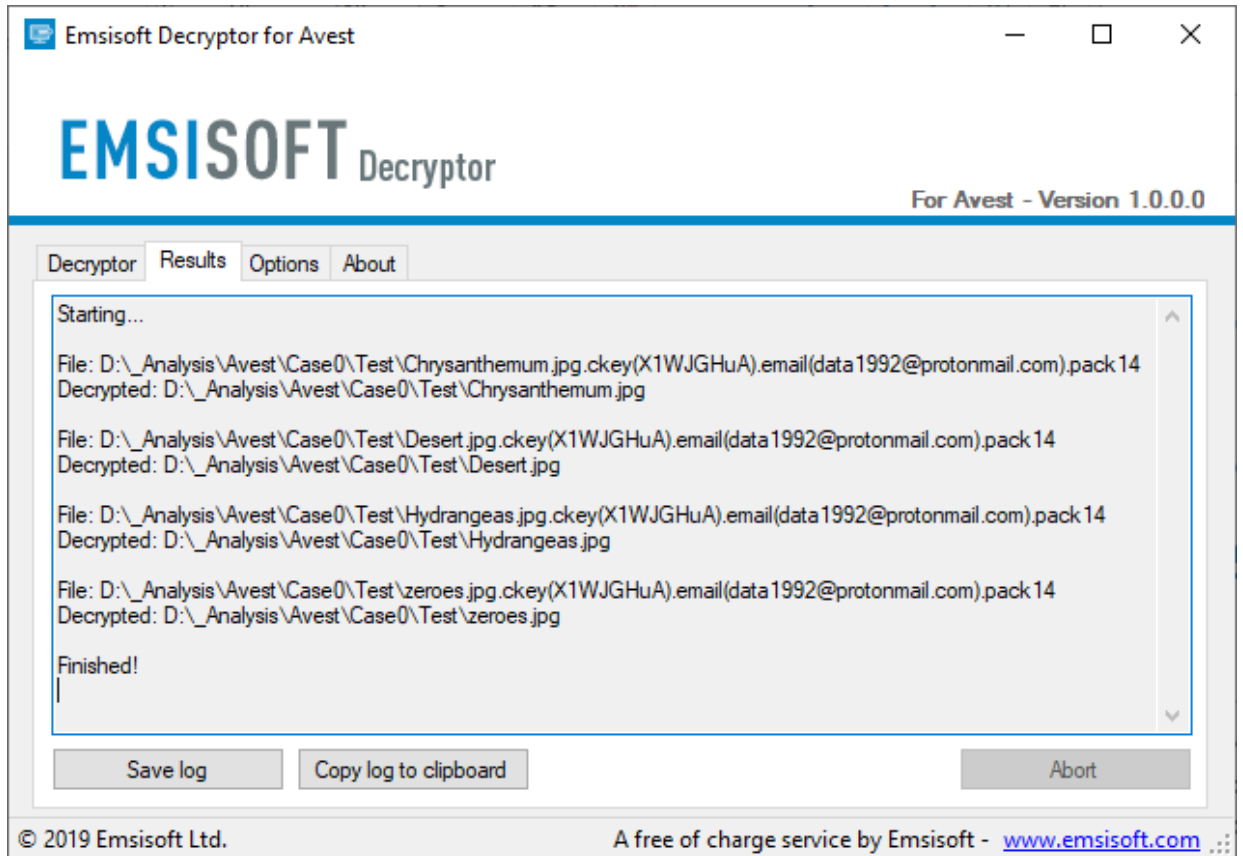 Emsisoft Decryptor for Avest
EMSISOFT Decryptor
For Avest - Version 1.0.0.0
Decryptor Results Options About
Starting...
File: D:\_Analysis\Avest\Case0\Test\Chrysanthemum.jpg.ckey(X1WJGHuA).email(data1992@protonmail.com).pack14
Decrypted: D:\_Analysis\Avest\Case0\Test\Chrysanthemum.jpg
File: D:\_Analysis\Avest\Case0\Test\Desert.jpg.ckey(X1WJGHuA).email(data1992@protonmail.com).pack14
Decrypted: D:\_Analysis\Avest\Case0\Test\Desert.jpg
File: D:\_Analysis\Avest\Case0\Test\Hydrangeas.jpg.ckey(X1WJGHuA).email(data1992@protonmail.com).pack14
Decrypted: D:\_Analysis\Avest\Case0\Test\Hydrangeas.jpg
File: D:\_Analysis\Avest\Case0\Test\zeroes.jpg.ckey(X1WJGHuA).email(data1992@protonmail.com).pack14
Decrypted: D:\_Analysis\Avest\Case0\Test\zeroes.jpg
Finished!
Save log Copy log to clipboard Abort
© 2019 Emsisoft Ltd. A free of charge service by Emsisoft - www.emsisoft.com